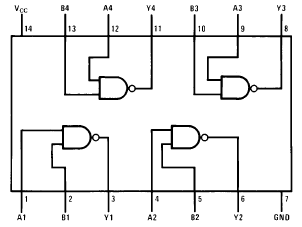 VCC B4 A4 Y4 B3 A3 Y3
14 13 12 11 10 9 8
1 2 3 4 5 6 7
A1 B1 Y1 A2 B2 Y2 GND